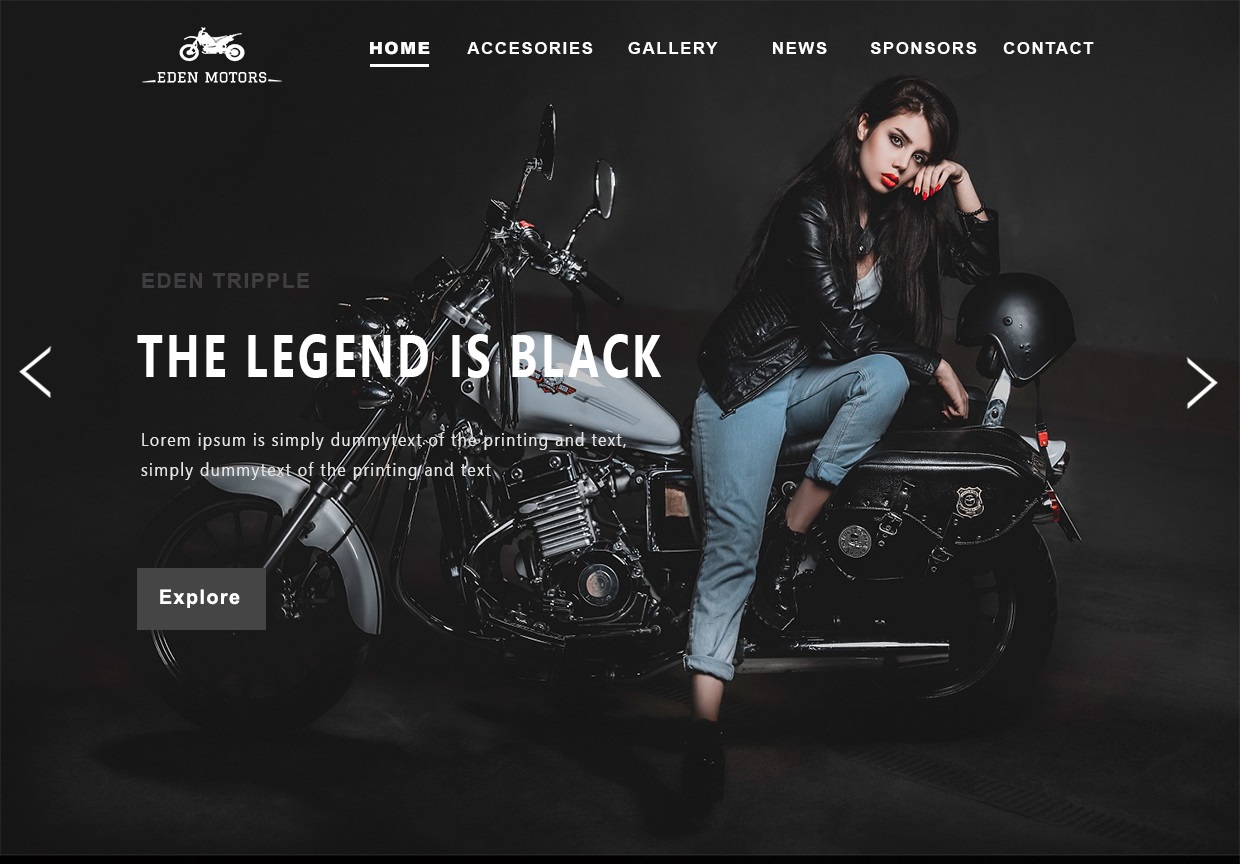 HOME ACCESORIES GALLERY NEWS SPONSORS CONTACT
EDEN MOTORS
EDEN TRIPPLE
THE LEGEND IS BLACK
Lorem ipsum is simply dummytext of the printing and text,
simply dummytext of the printing and text
Explore